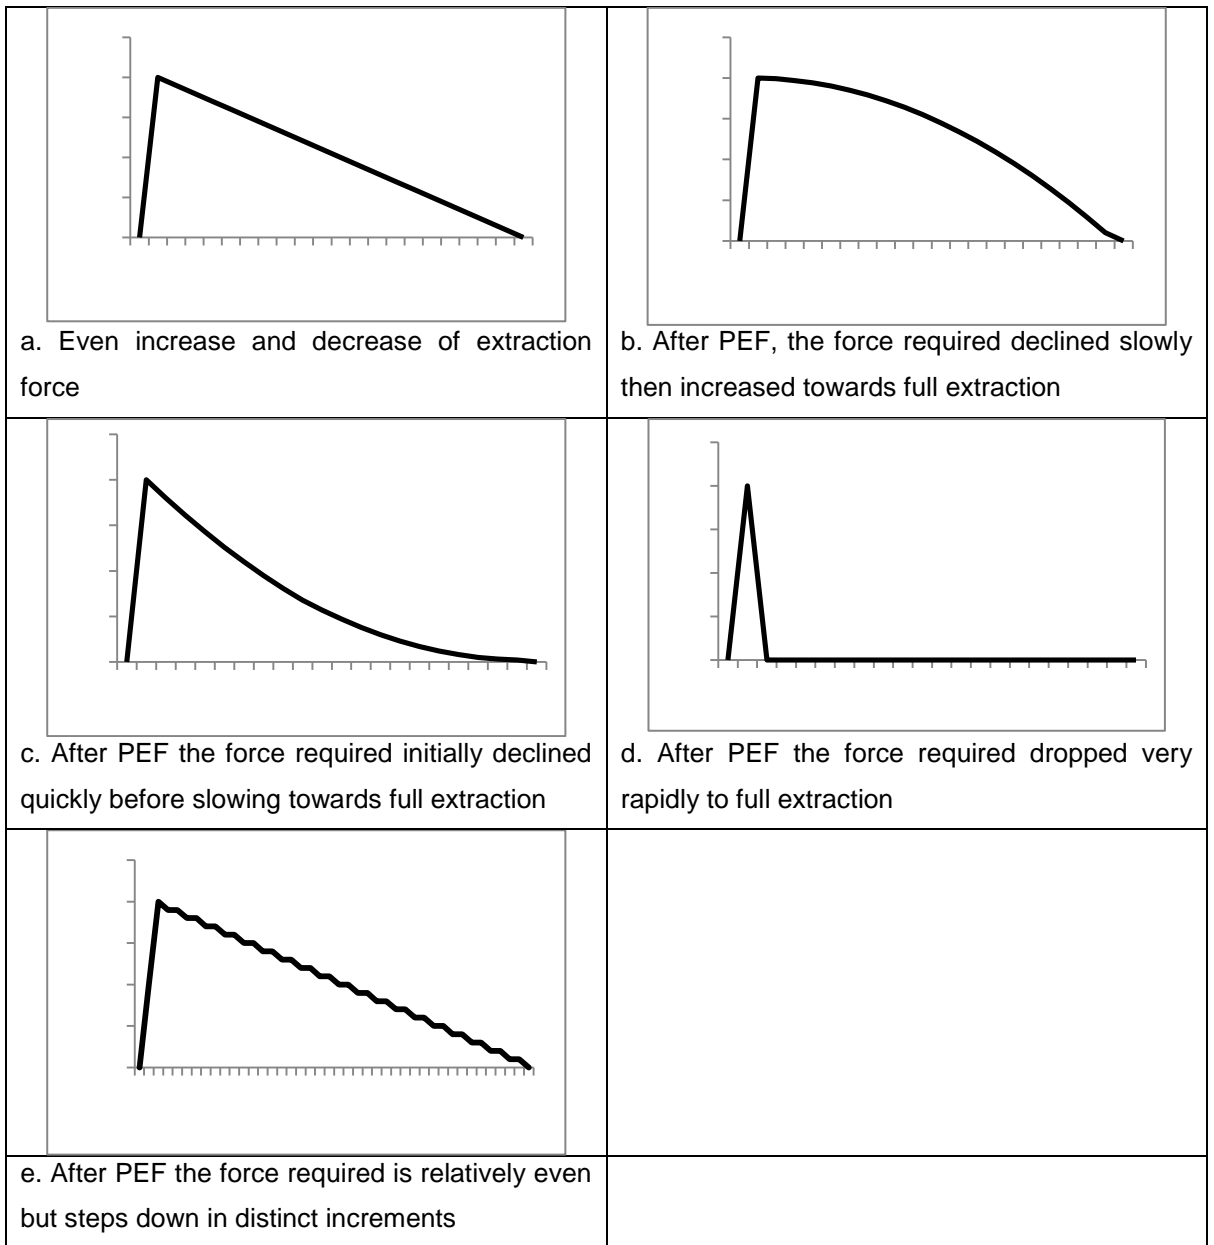 a. Even increase and decrease of extraction
force
b. After PEF, the force required declined slowly
then increased towards full extraction
c. After PEF the force required initially declined
quickly before slowing towards full extraction
d. After PEF the force required dropped very
rapidly to full extraction
e. After PEF the force required is relatively even
but steps down in distinct increments